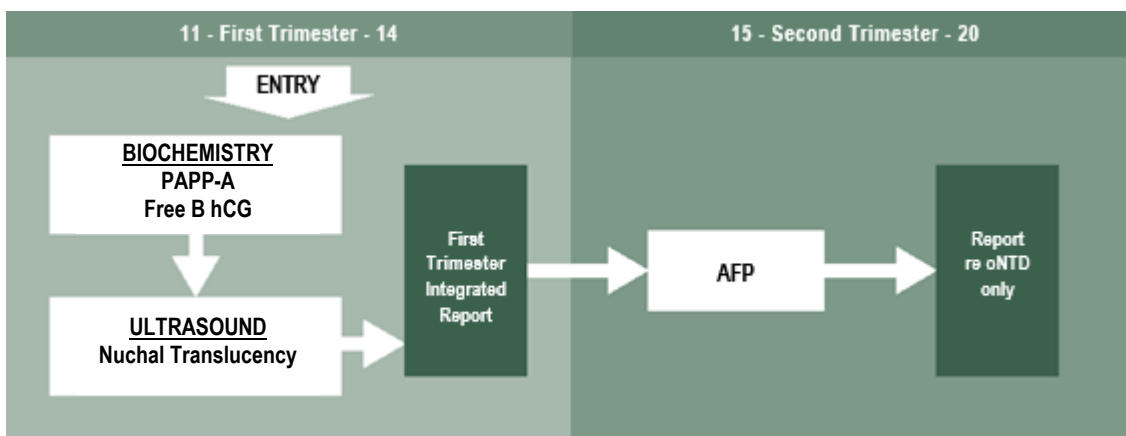 11 - First Trimester - 14
15 - Second Trimester - 20
ENTRY
BIOCHEMISTRY
PAPP-A
Free B hCG
ULTRASOUND
Nuchal Translucency
First
Trimester
Integrated
Report
AFP
Report
re oNTD
only